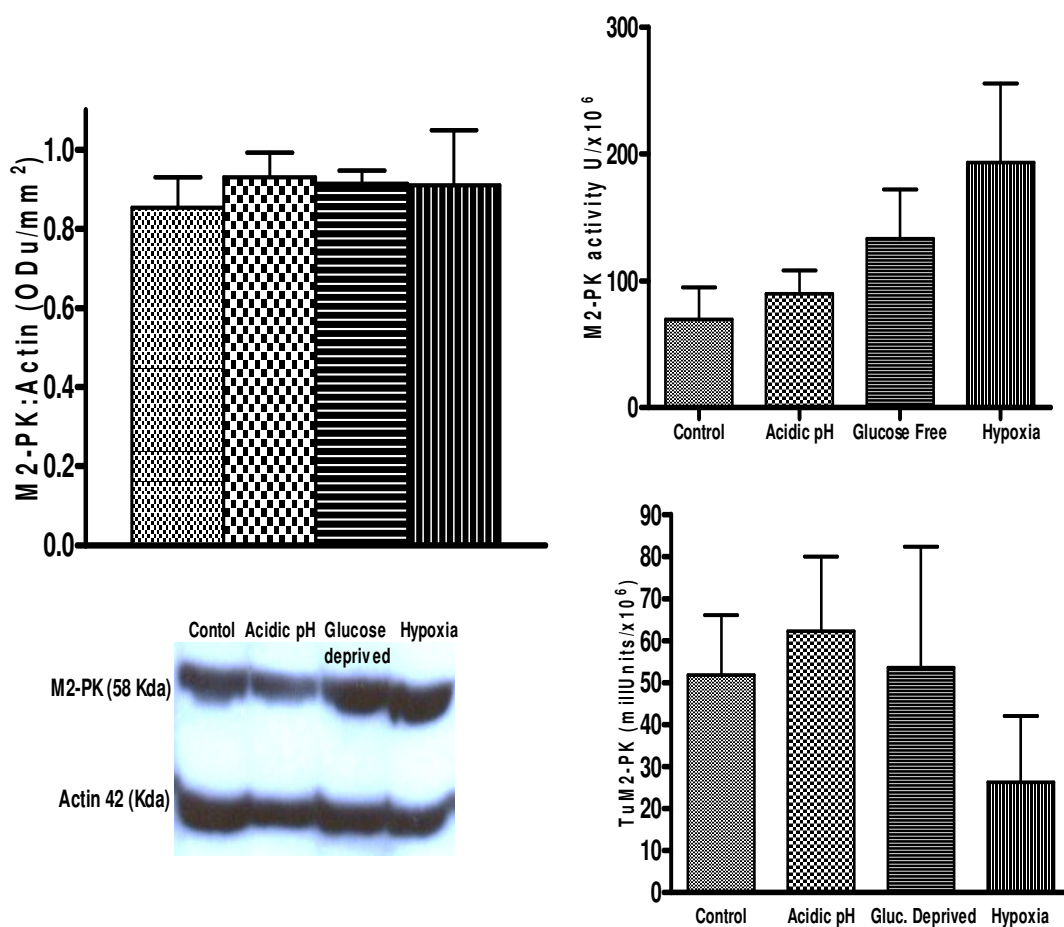 M2-PK:Actin (ODu/mm²)
1.0
0.8
0.6
0.4
0.2
0.0
Contol Acidic pH Glucose Hypoxia
deprived
M2-PK (58 Kda)
Actin 42 (Kda)
M2-PK activity U/x10⁶
300
200
100
0
Control Acidic pH Glucose Free Hypoxia
TuM2-PK (millUnits/x10⁶)
90
80
70
60
50
40
30
20
10
0
Control Acidic pH Gluc. Deprived Hypoxia